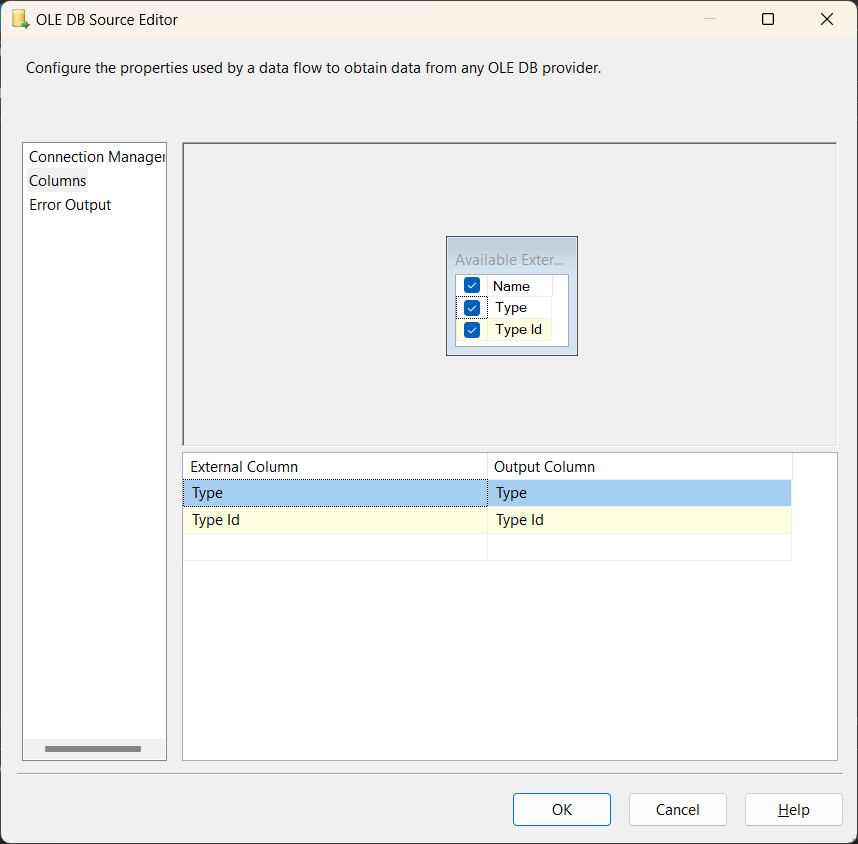 OLE DB Source Editor
Configure the properties used by a data flow to obtain data from any OLE DB provider.
Connection Manager
Columns
Error Output
Available Exter...
Name
Type
Type Id
External Column Output Column
Type Type
Type Id Type Id
OK Cancel Help